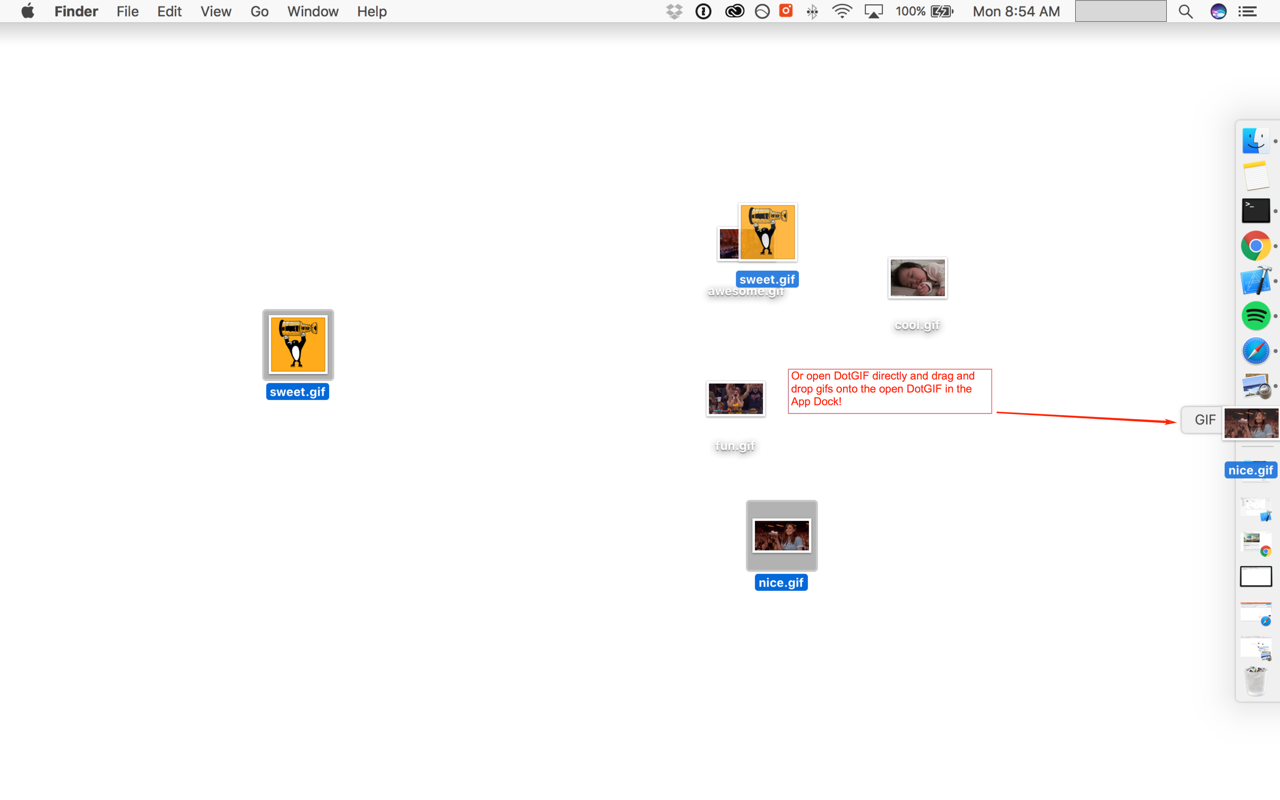 Finder File Edit View Go Window Help 100% Mon 8:54 AM
sweet.gif
awesome.gif
cool.gif
sweet.gif
Or open DotGIF directly and drag and
drop gifs onto the open DotGIF in the
App Dock!
GIF
fun.gif
nice.gif
nice.gif